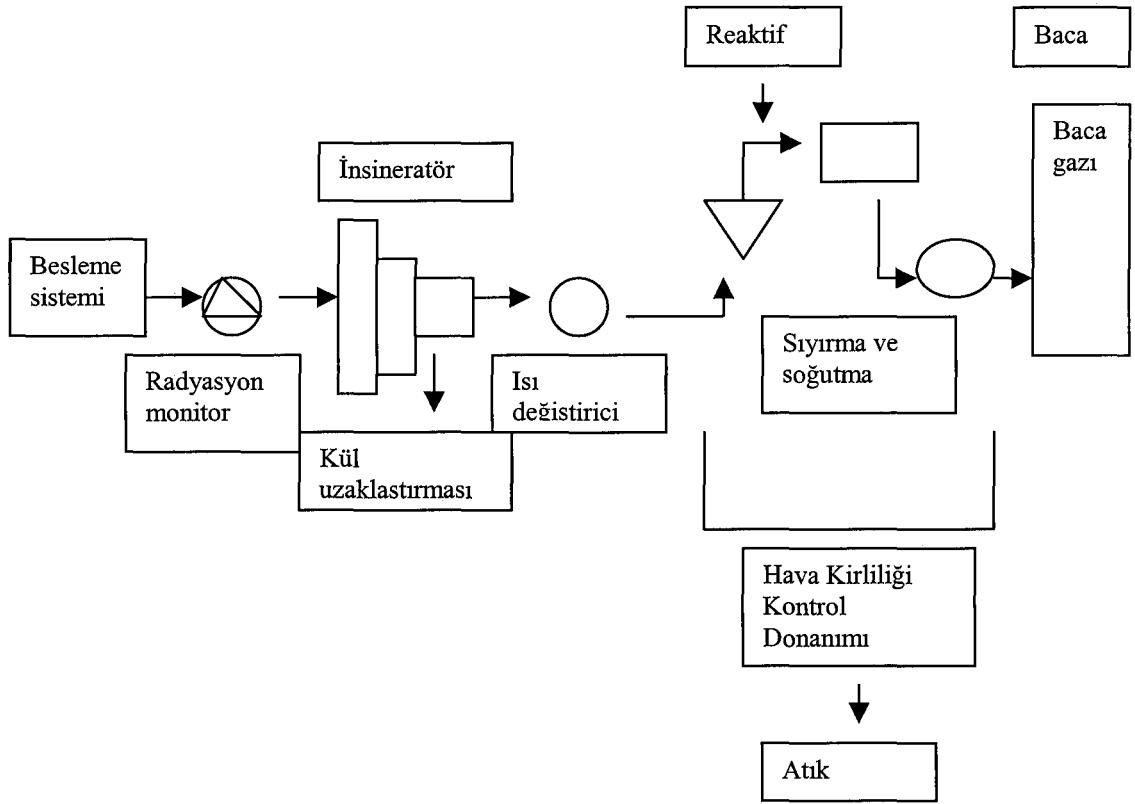 Reaktif
Baca
Baca
gazı
İnsineratör
Besleme
sistemi
Radyasyon
monitor
Isı
değistirici
Sıyırma ve
soğutma
Kül
uzaklastırması
Hava Kirliliği
Kontrol
Donanımı
Atık